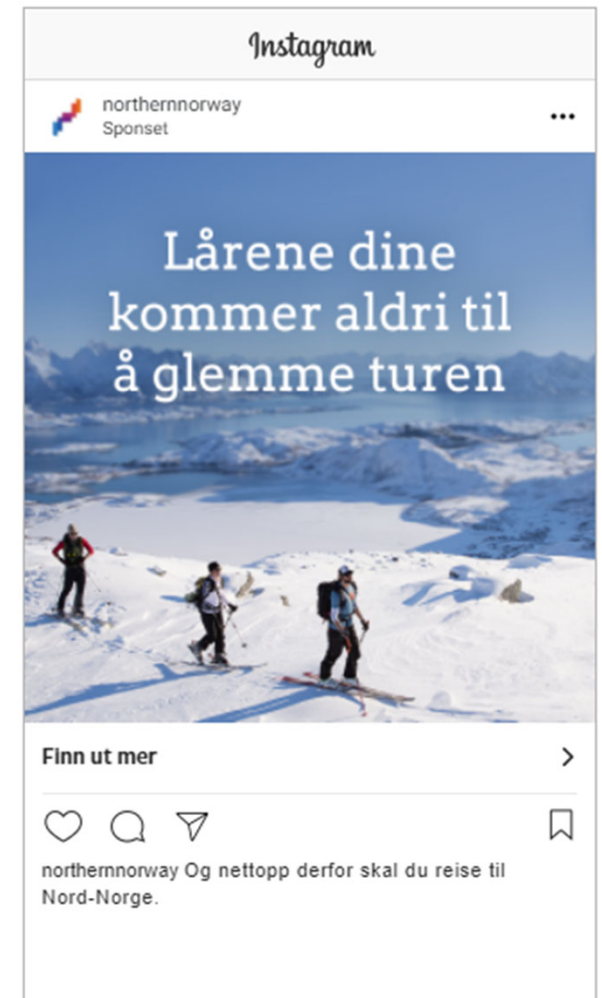 Instagram
northernnorway
Sponset
Lårene dine
kommer aldri til
å glemme turen
Finn ut mer
northernnorway Og nettopp derfor skal du reise til
Nord-Norge.